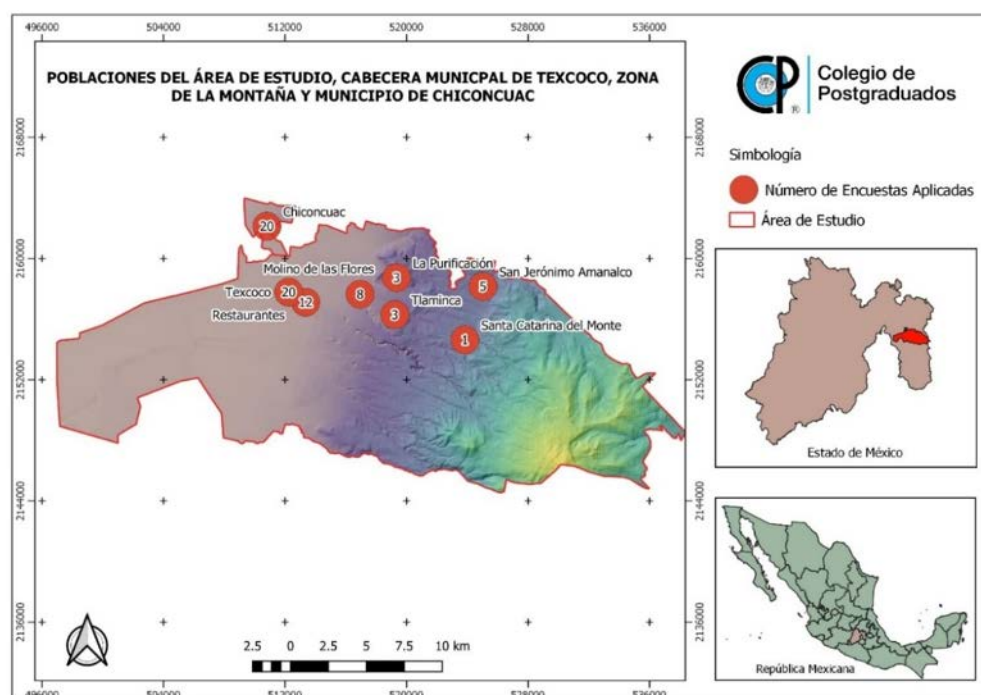 496000 504000 512000 520000 528000 536000
POBLACIONES DEL ÁREA DE ESTUDIO, CABECERA MUNICPAL DE TEXCOCO, ZONA
DE LA MONTAÑA Y MUNICIPIO DE CHICONCUAC
2168000 2168000
20 Chiconcuac
2160000 2160000
La Purificación
Molino de las Flores 3
San Jerónimo Amanalco
5
Texcoco 20 8
12 Tlaminca
Restaurantes 3
Santa Catarina del Monte
1
2152000 2152000
2144000 2144000
2136000 2136000
2.5 0 2.5 5 7.5 10 km
496000 504000 512000 520000 528000 536000
CP ®
Colegio de
Postgraduados
Simbología
Número de Encuestas Aplicadas
Área de Estudio
Estado de México
República Mexicana